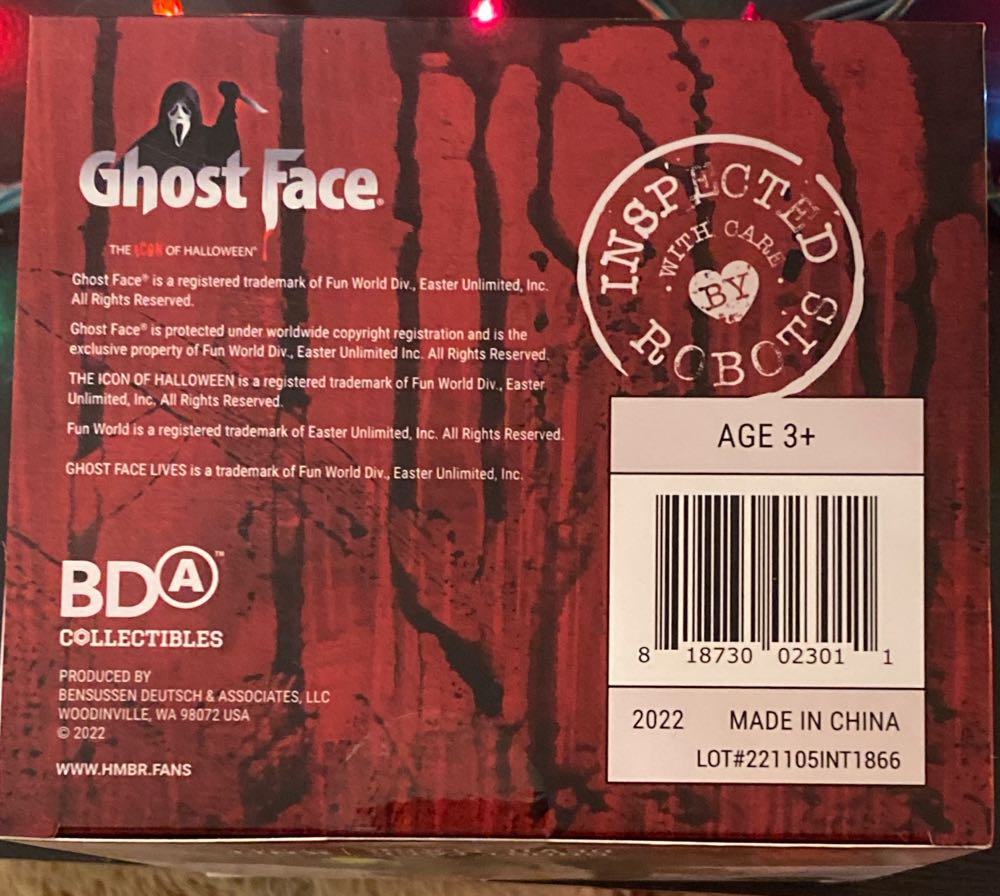 Ghost Face®
THE ICON OF HALLOWEEN™
Ghost Face® is a registered trademark of Fun World Div., Easter Unlimited, Inc.
All Rights Reserved.
Ghost Face® is protected under worldwide copyright registration and is the
exclusive property of Fun World Div., Easter Unlimited Inc. All Rights Reserved.
THE ICON OF HALLOWEEN is a registered trademark of Fun World Div., Easter
Unlimited, Inc. All Rights Reserved.
Fun World is a registered trademark of Easter Unlimited, Inc. All Rights Reserved.
GHOST FACE LIVES is a trademark of Fun World Div., Easter Unlimited, Inc.
BDA™
COLLECTIBLES
PRODUCED BY
BENSUSSEN DEUTSCH & ASSOCIATES, LLC
WOODINVILLE, WA 98072 USA
© 2022
WWW.HMBR.FANS
INSPECTED
WITH CARE
BY
ROBOTS
AGE 3+
8 18730 02301 1
2022 MADE IN CHINA
LOT#221105INT1866